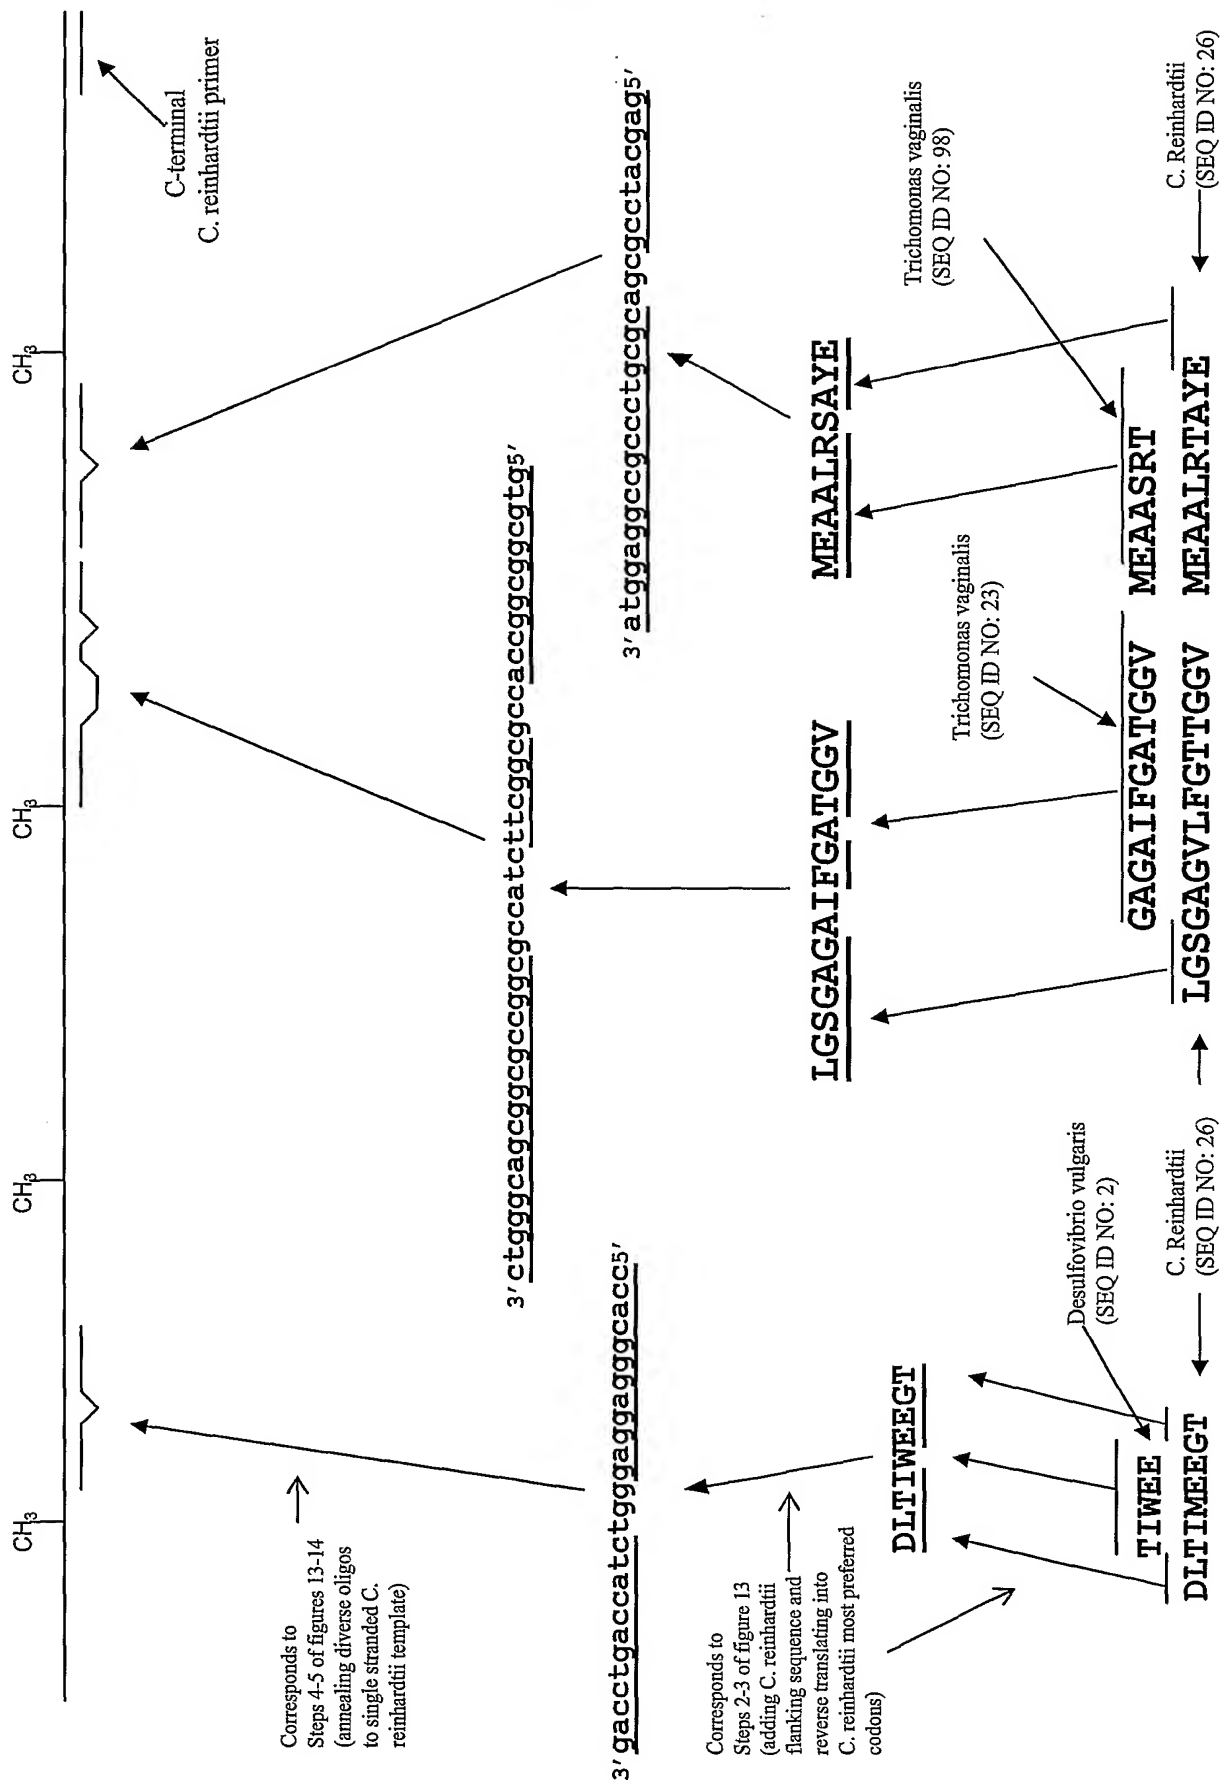 CH3
CH3
CH3
CH3
C-terminal
C. reinhardtii primer
Corresponds to
Steps 4-5 of figures 13-14
(annealing diverse oligos
to single stranded C.
reinhardtii template)
3'gacctgaccatctgggaggagggcacc5'
3'ctgggcagcggcgccggcgccatcttcggcgccaccggcggcgtg5'
3'atggaggccgccctgcgcagcgcctacgag5'
Corresponds to
Steps 2-3 of figure 13
(adding C. reinhardtii
flanking sequence and
reverse translating into
C. reinhardtii most preferred
codons)
DLTIWEEGT
LGSGAGAIFGATGGV
MEAALRSAYE
Desulfovibrio vulgaris
(SEQ ID NO: 2)
Trichomonas vaginalis
(SEQ ID NO: 23)
Trichomonas vaginalis
(SEQ ID NO: 98)
TIWEE
GAGAIFGATGGV
MEAASRT
DLTIMEEGT
C. Reinhardtii
(SEQ ID NO: 26)
LGSGAGVLFGTTGGV
MEAALRTAYE
C. Reinhardtii
(SEQ ID NO: 26)